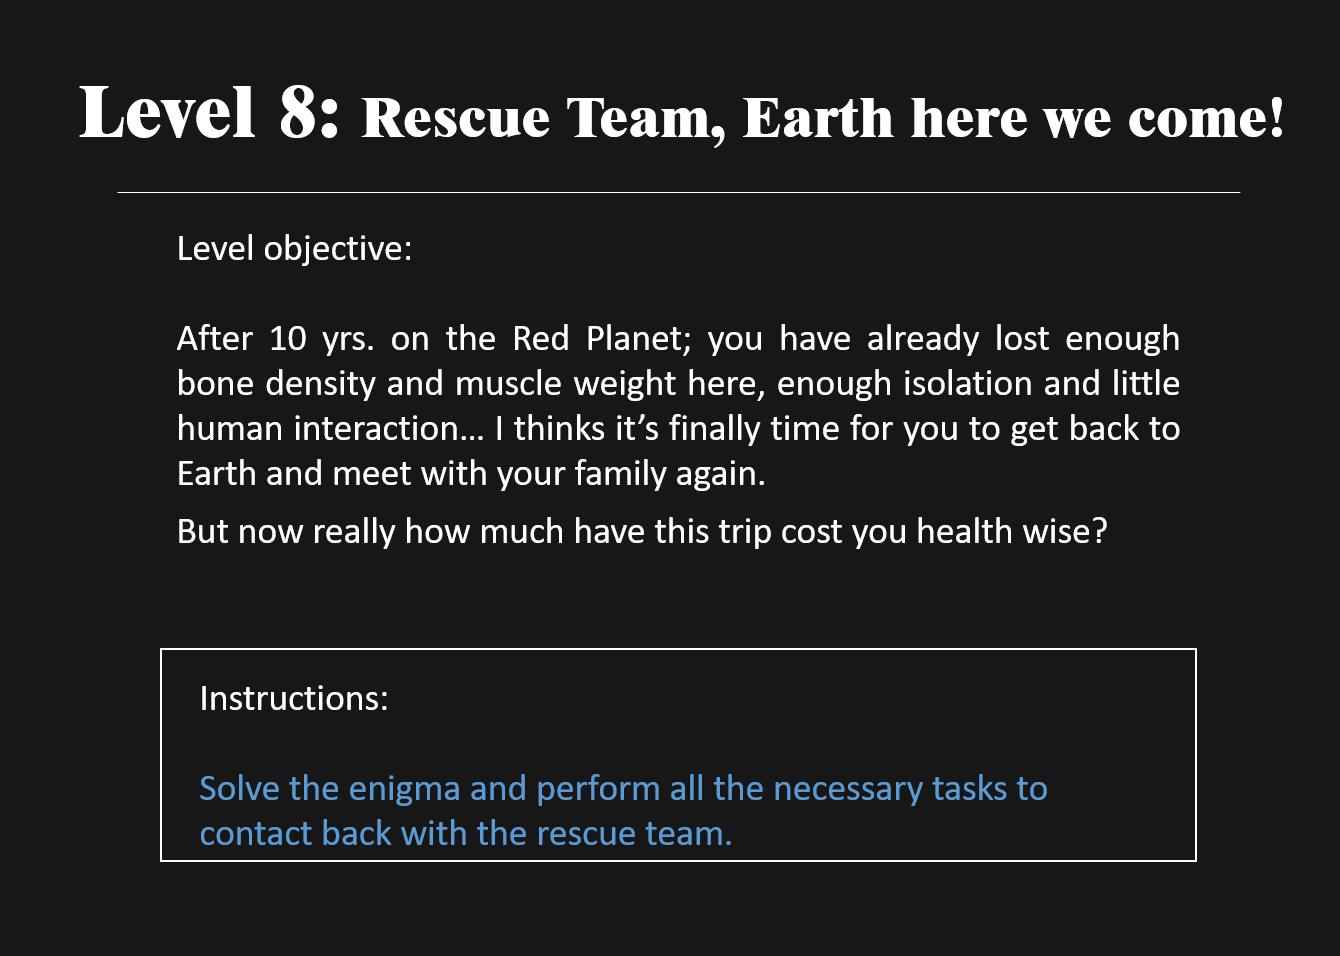 Level 8: Rescue Team, Earth here we come!
Level objective:
After 10 yrs. on the Red Planet; you have already lost enough
bone density and muscle weight here, enough isolation and little
human interaction... I thinks it’s finally time for you to get back to
Earth and meet with your family again.
But now really how much have this trip cost you health wise?
Instructions:
Solve the enigma and perform all the necessary tasks to
contact back with the rescue team.